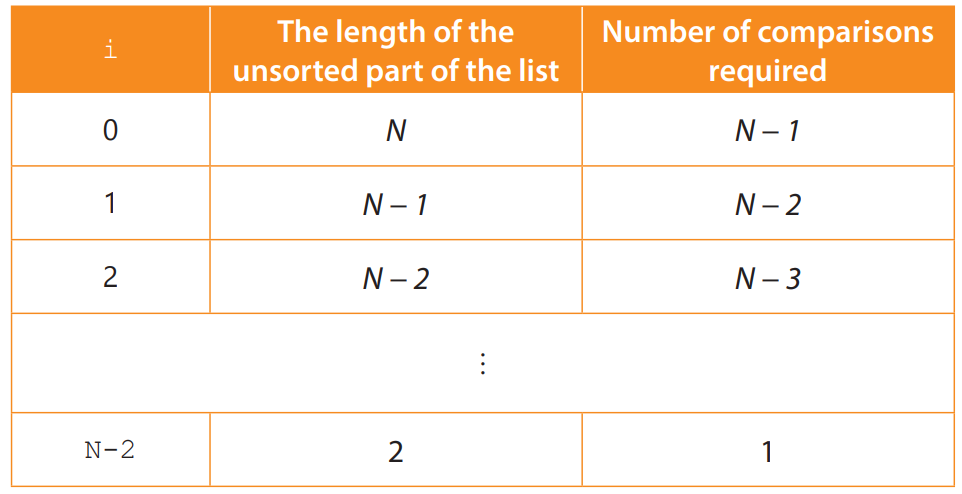 i
The length of the
unsorted part of the list
Number of comparisons
required
0
N
N – 1
1
N – 1
N – 2
2
N – 2
N – 3
⋮
N-2
2
1